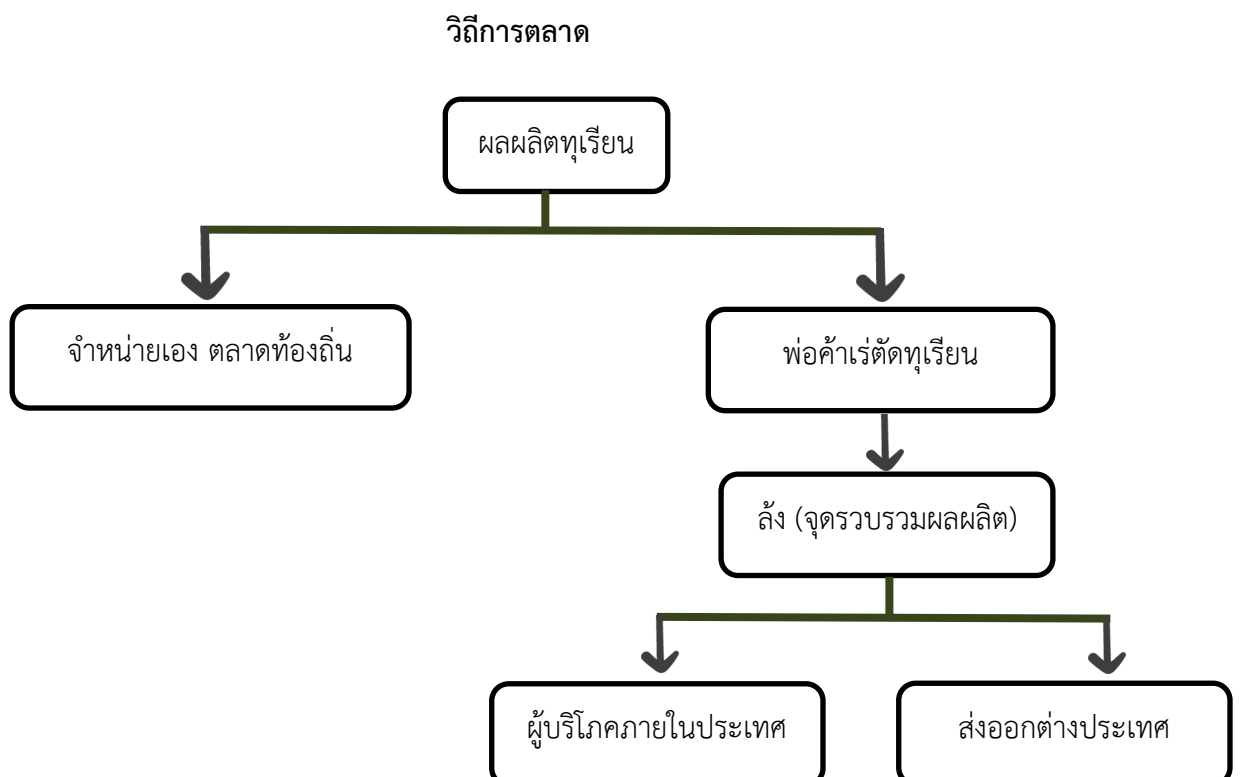 วิถีการตลาด
ผลผลิตทุเรียน
จำหน่ายเอง ตลาดท้องถิ่น
พ่อค้าเร่ตัดทุเรียน
ล้ง (จุดรวบรวมผลผลิต)
ผู้บริโภคภายในประเทศ
ส่งออกต่างประเทศ